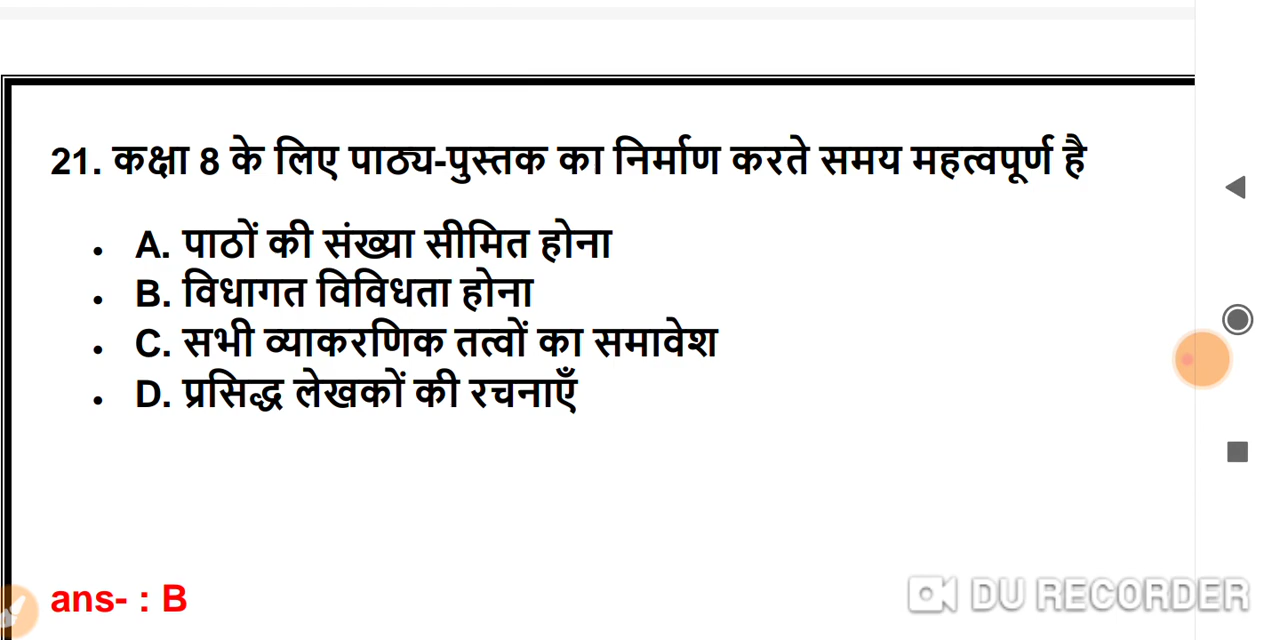 21. कक्षा 8 के लिए पाठ्य-पुस्तक का निर्माण करते समय महत्वपूर्ण है
• A. पाठों की संख्या सीमित होना
• B. विधागत विविधता होना
• C. सभी व्याकरणिक तत्वों का समावेश
• D. प्रसिद्ध लेखकों की रचनाएँ
ans- : B
DU RECORDER